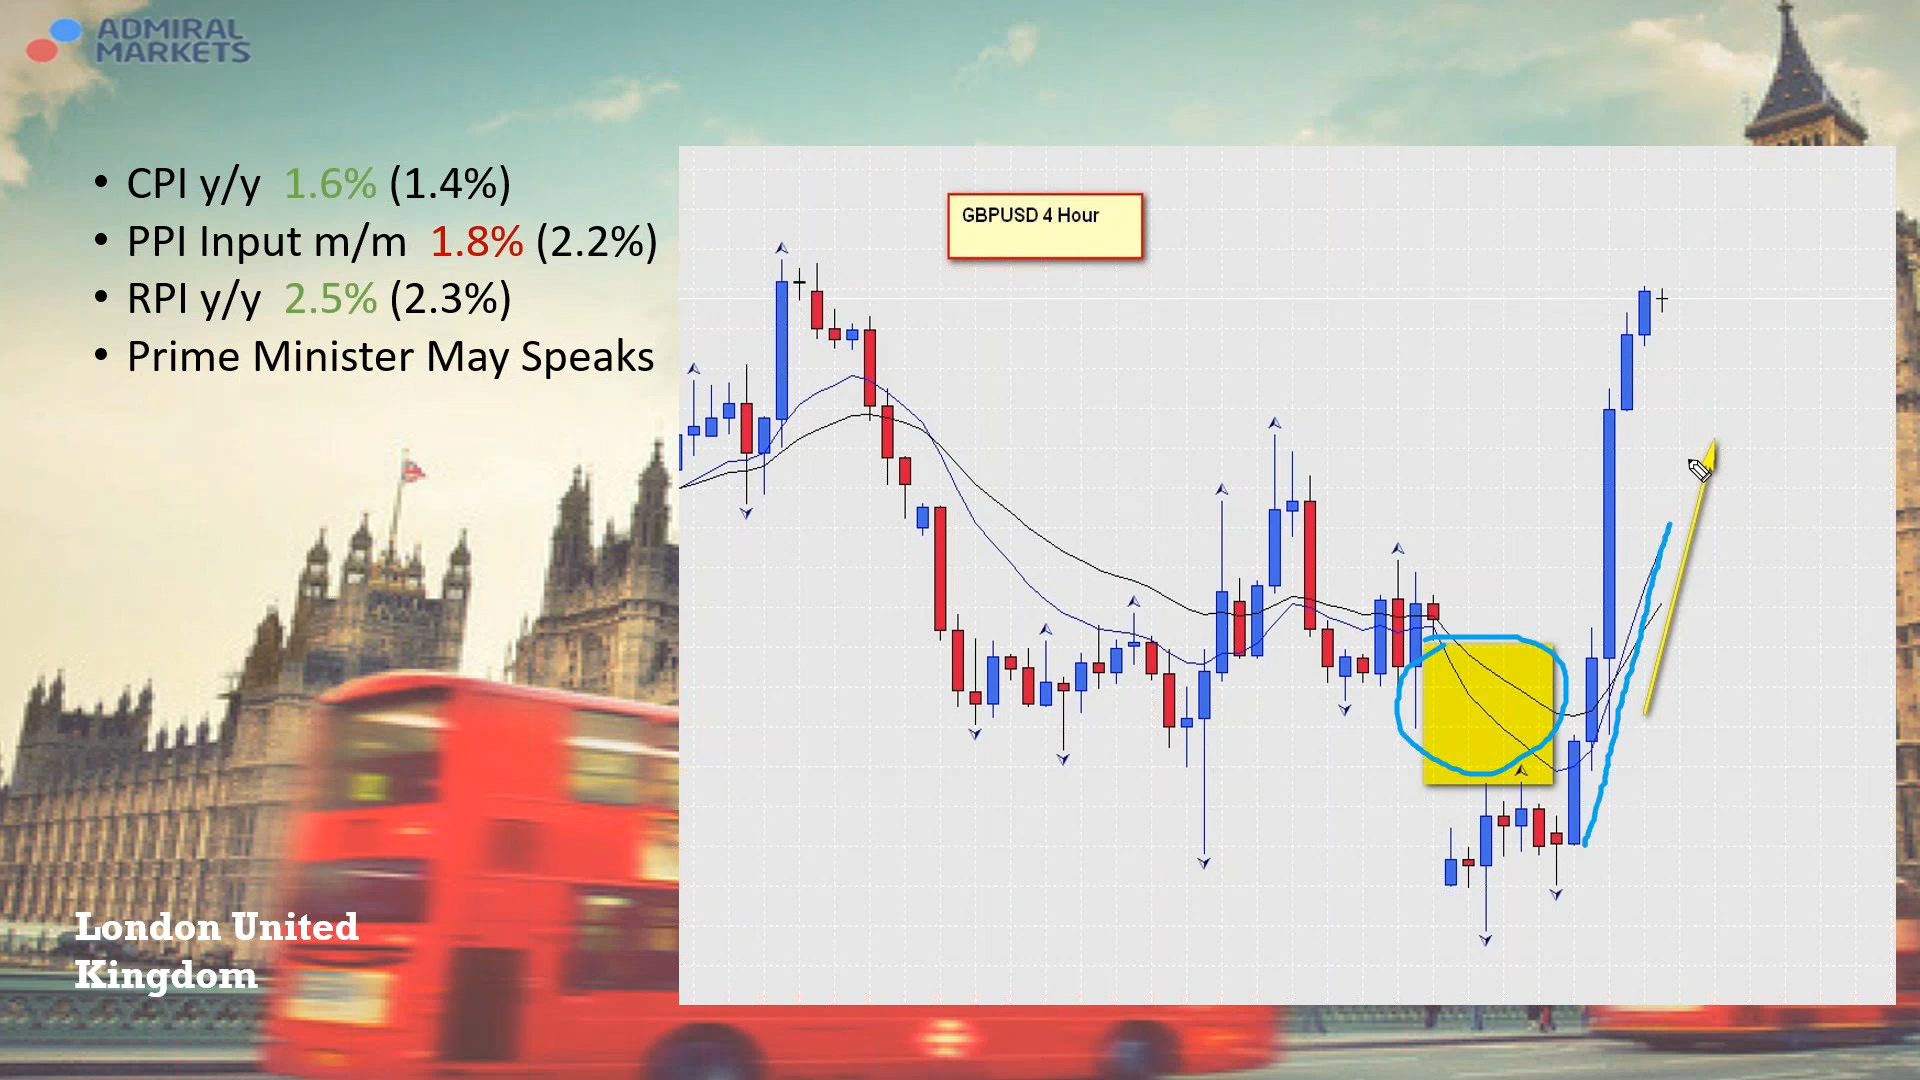 ADMIRAL
MARKETS
• CPI y/y 1.6% (1.4%)
• PPI Input m/m 1.8% (2.2%)
• RPI y/y 2.5% (2.3%)
• Prime Minister May Speaks
GBPUSD 4 Hour
London United
Kingdom